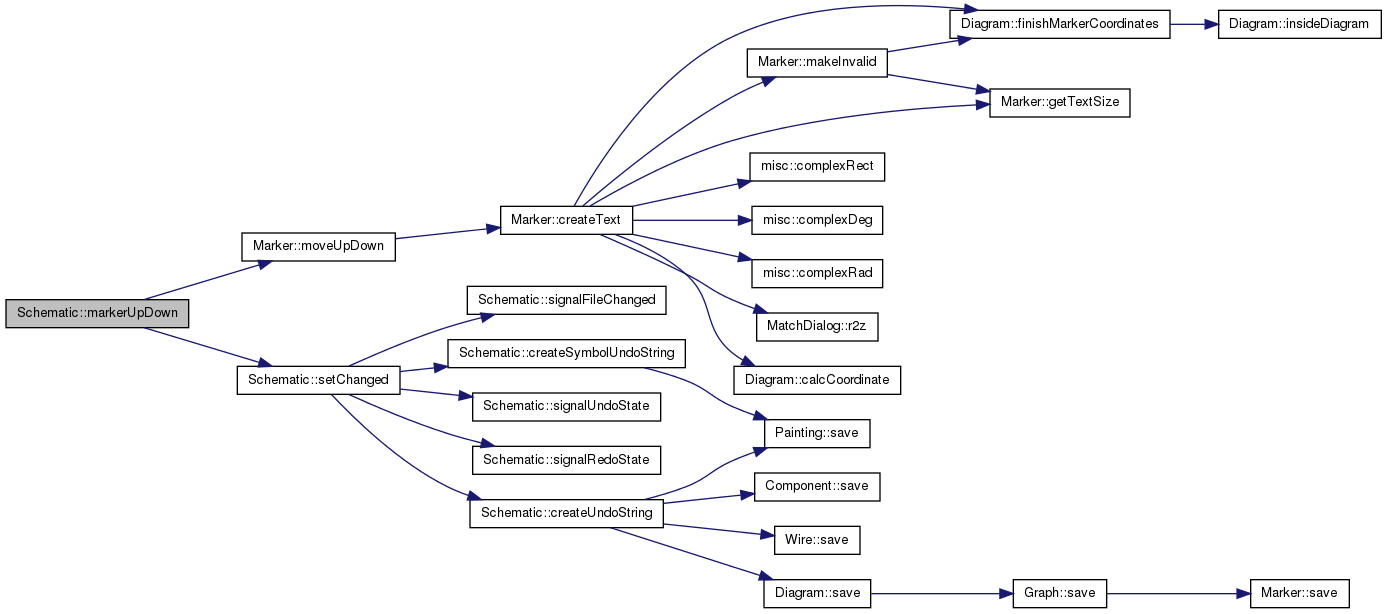 Diagram::finishMarkerCoordinates
Diagram::insideDiagram
Marker::makeInvalid
Marker::getTextSize
misc::complexRect
Marker::createText
misc::complexDeg
Marker::moveUpDown
misc::complexRad
Schematic::signalFileChanged
Schematic::markerUpDown
MatchDialog::r2z
Schematic::createSymbolUndoString
Schematic::setChanged
Diagram::calcCoordinate
Schematic::signalUndoState
Painting::save
Schematic::signalRedoState
Component::save
Schematic::createUndoString
Wire::save
Diagram::save
Graph::save
Marker::save